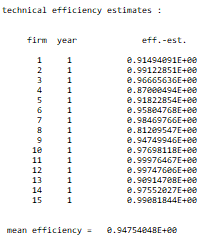 technical efficiency estimates :
firm year eff.-est.
1 1 0.91494091E+00
2 1 0.99122851E+00
3 1 0.96665636E+00
4 1 0.87000494E+00
5 1 0.91822854E+00
6 1 0.95804768E+00
7 1 0.98469766E+00
8 1 0.81209547E+00
9 1 0.94749946E+00
10 1 0.97698118E+00
11 1 0.99976467E+00
12 1 0.99747606E+00
13 1 0.90914708E+00
14 1 0.97552027E+00
15 1 0.99081844E+00
mean efficiency = 0.94754048E+00